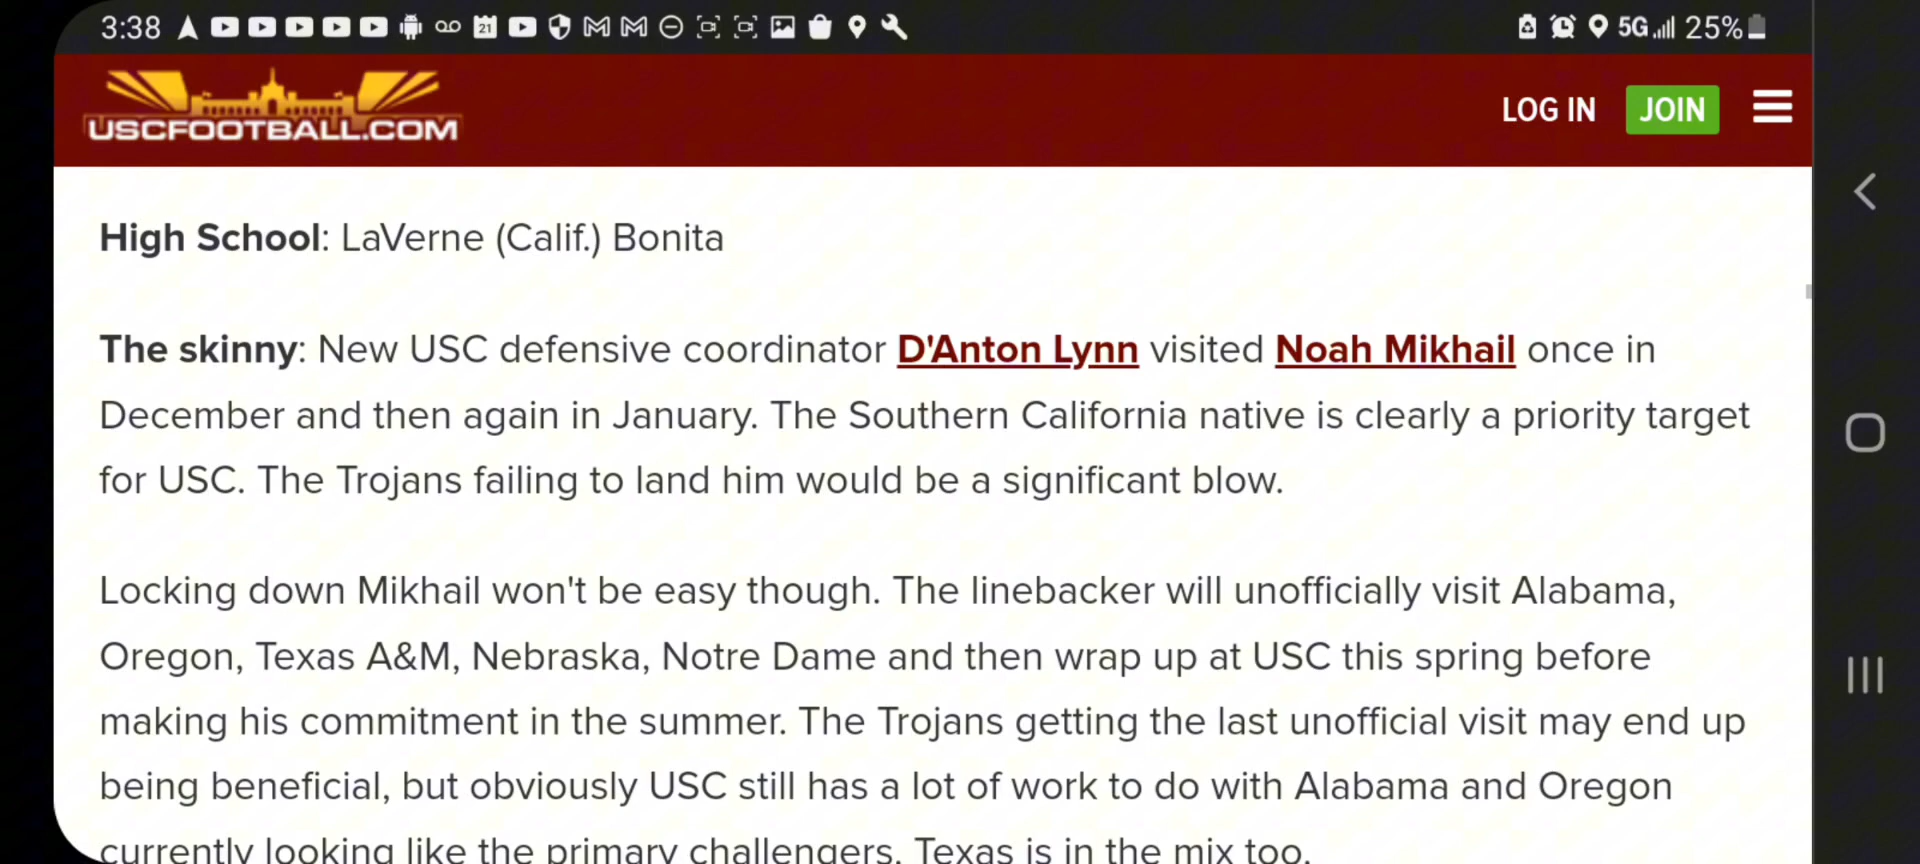 3:38 21 5G 25%
USCFOOTBALL.COM LOG IN JOIN
High School: LaVerne (Calif.) Bonita
The skinny: New USC defensive coordinator D'Anton Lynn visited Noah Mikhail once in
December and then again in January. The Southern California native is clearly a priority target
for USC. The Trojans failing to land him would be a significant blow.
Locking down Mikhail won't be easy though. The linebacker will unofficially visit Alabama,
Oregon, Texas A&M, Nebraska, Notre Dame and then wrap up at USC this spring before
making his commitment in the summer. The Trojans getting the last unofficial visit may end up
being beneficial, but obviously USC still has a lot of work to do with Alabama and Oregon
currently looking like the primary challengers. Texas is in the mix too.